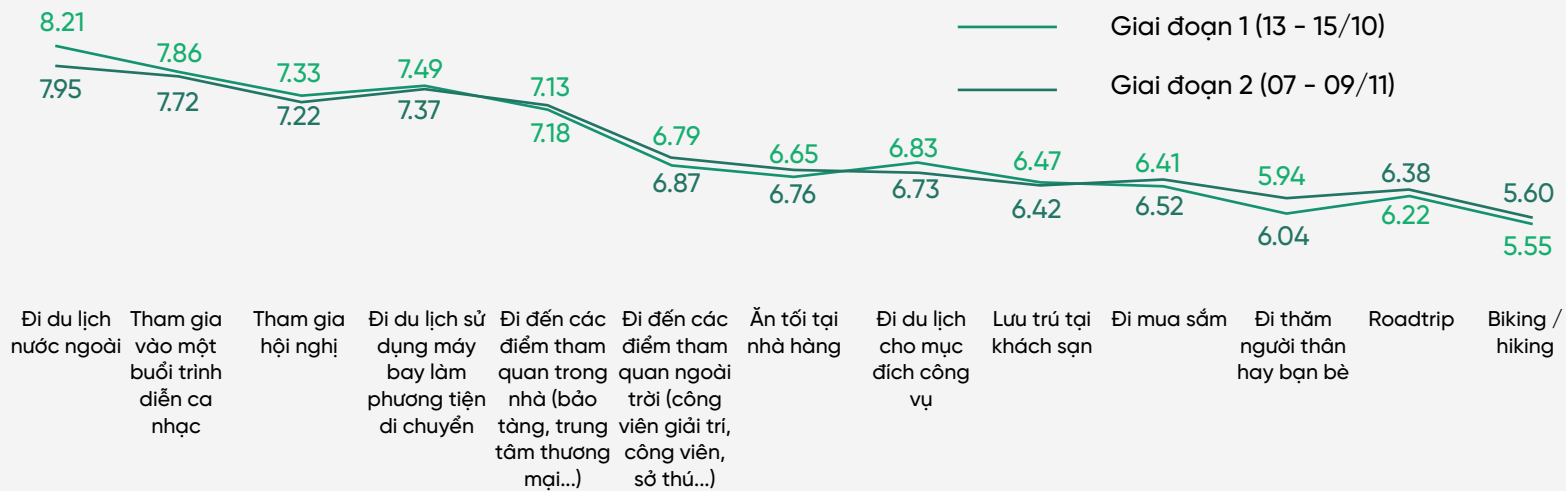 8.21
7.86
7.33
7.49
7.13
6.79
6.65
6.83
6.47
6.41
5.94
6.38
5.60
7.95
7.72
7.22
7.37
7.18
6.87
6.76
6.73
6.42
6.52
6.04
6.22
5.55
Giai đoạn 1 (13 - 15/10)
Giai đoạn 2 (07 - 09/11)
Đi du lịch
nước ngoài
Tham gia
vào một
buổi trình
diễn ca
nhạc
Tham gia
hội nghị
Đi du lịch sử
dụng máy
bay làm
phương tiện
di chuyển
Đi đến các
điểm tham
quan trong
nhà (bảo
tàng, trung
tâm thương
mại...)
Đi đến các
điểm tham
quan ngoài
trời (công
viên giải trí,
công viên,
sở thú...)
Ăn tối tại
nhà hàng
Đi du lịch
cho mục
đích công
vụ
Lưu trú tại
khách sạn
Đi mua sắm
Đi thăm
người thân
hay bạn bè
Roadtrip
Biking /
hiking